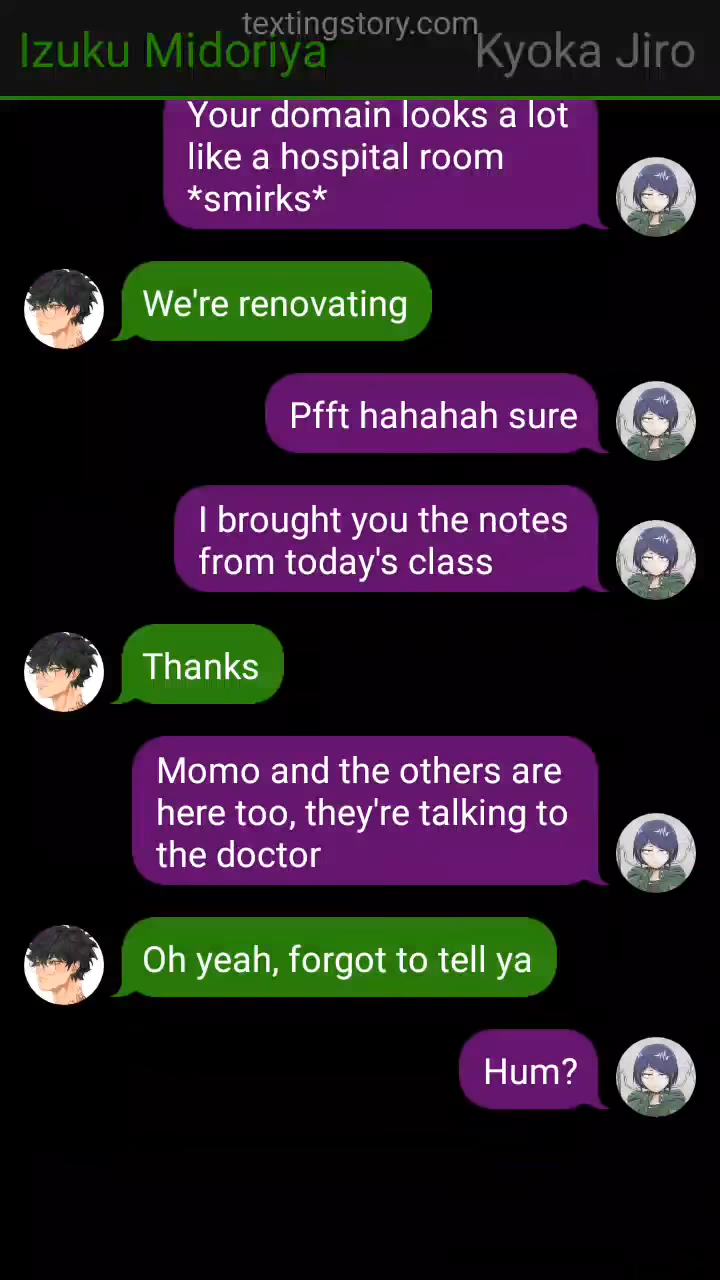 textingstory.com
Izuku Midoriya
Kyoka Jiro
Your domain looks a lot
like a hospital room
*smirks*
We're renovating
Pfft hahahah sure
I brought you the notes
from today's class
Thanks
Momo and the others are
here too, they're talking to
the doctor
Oh yeah, forgot to tell ya
Hum?